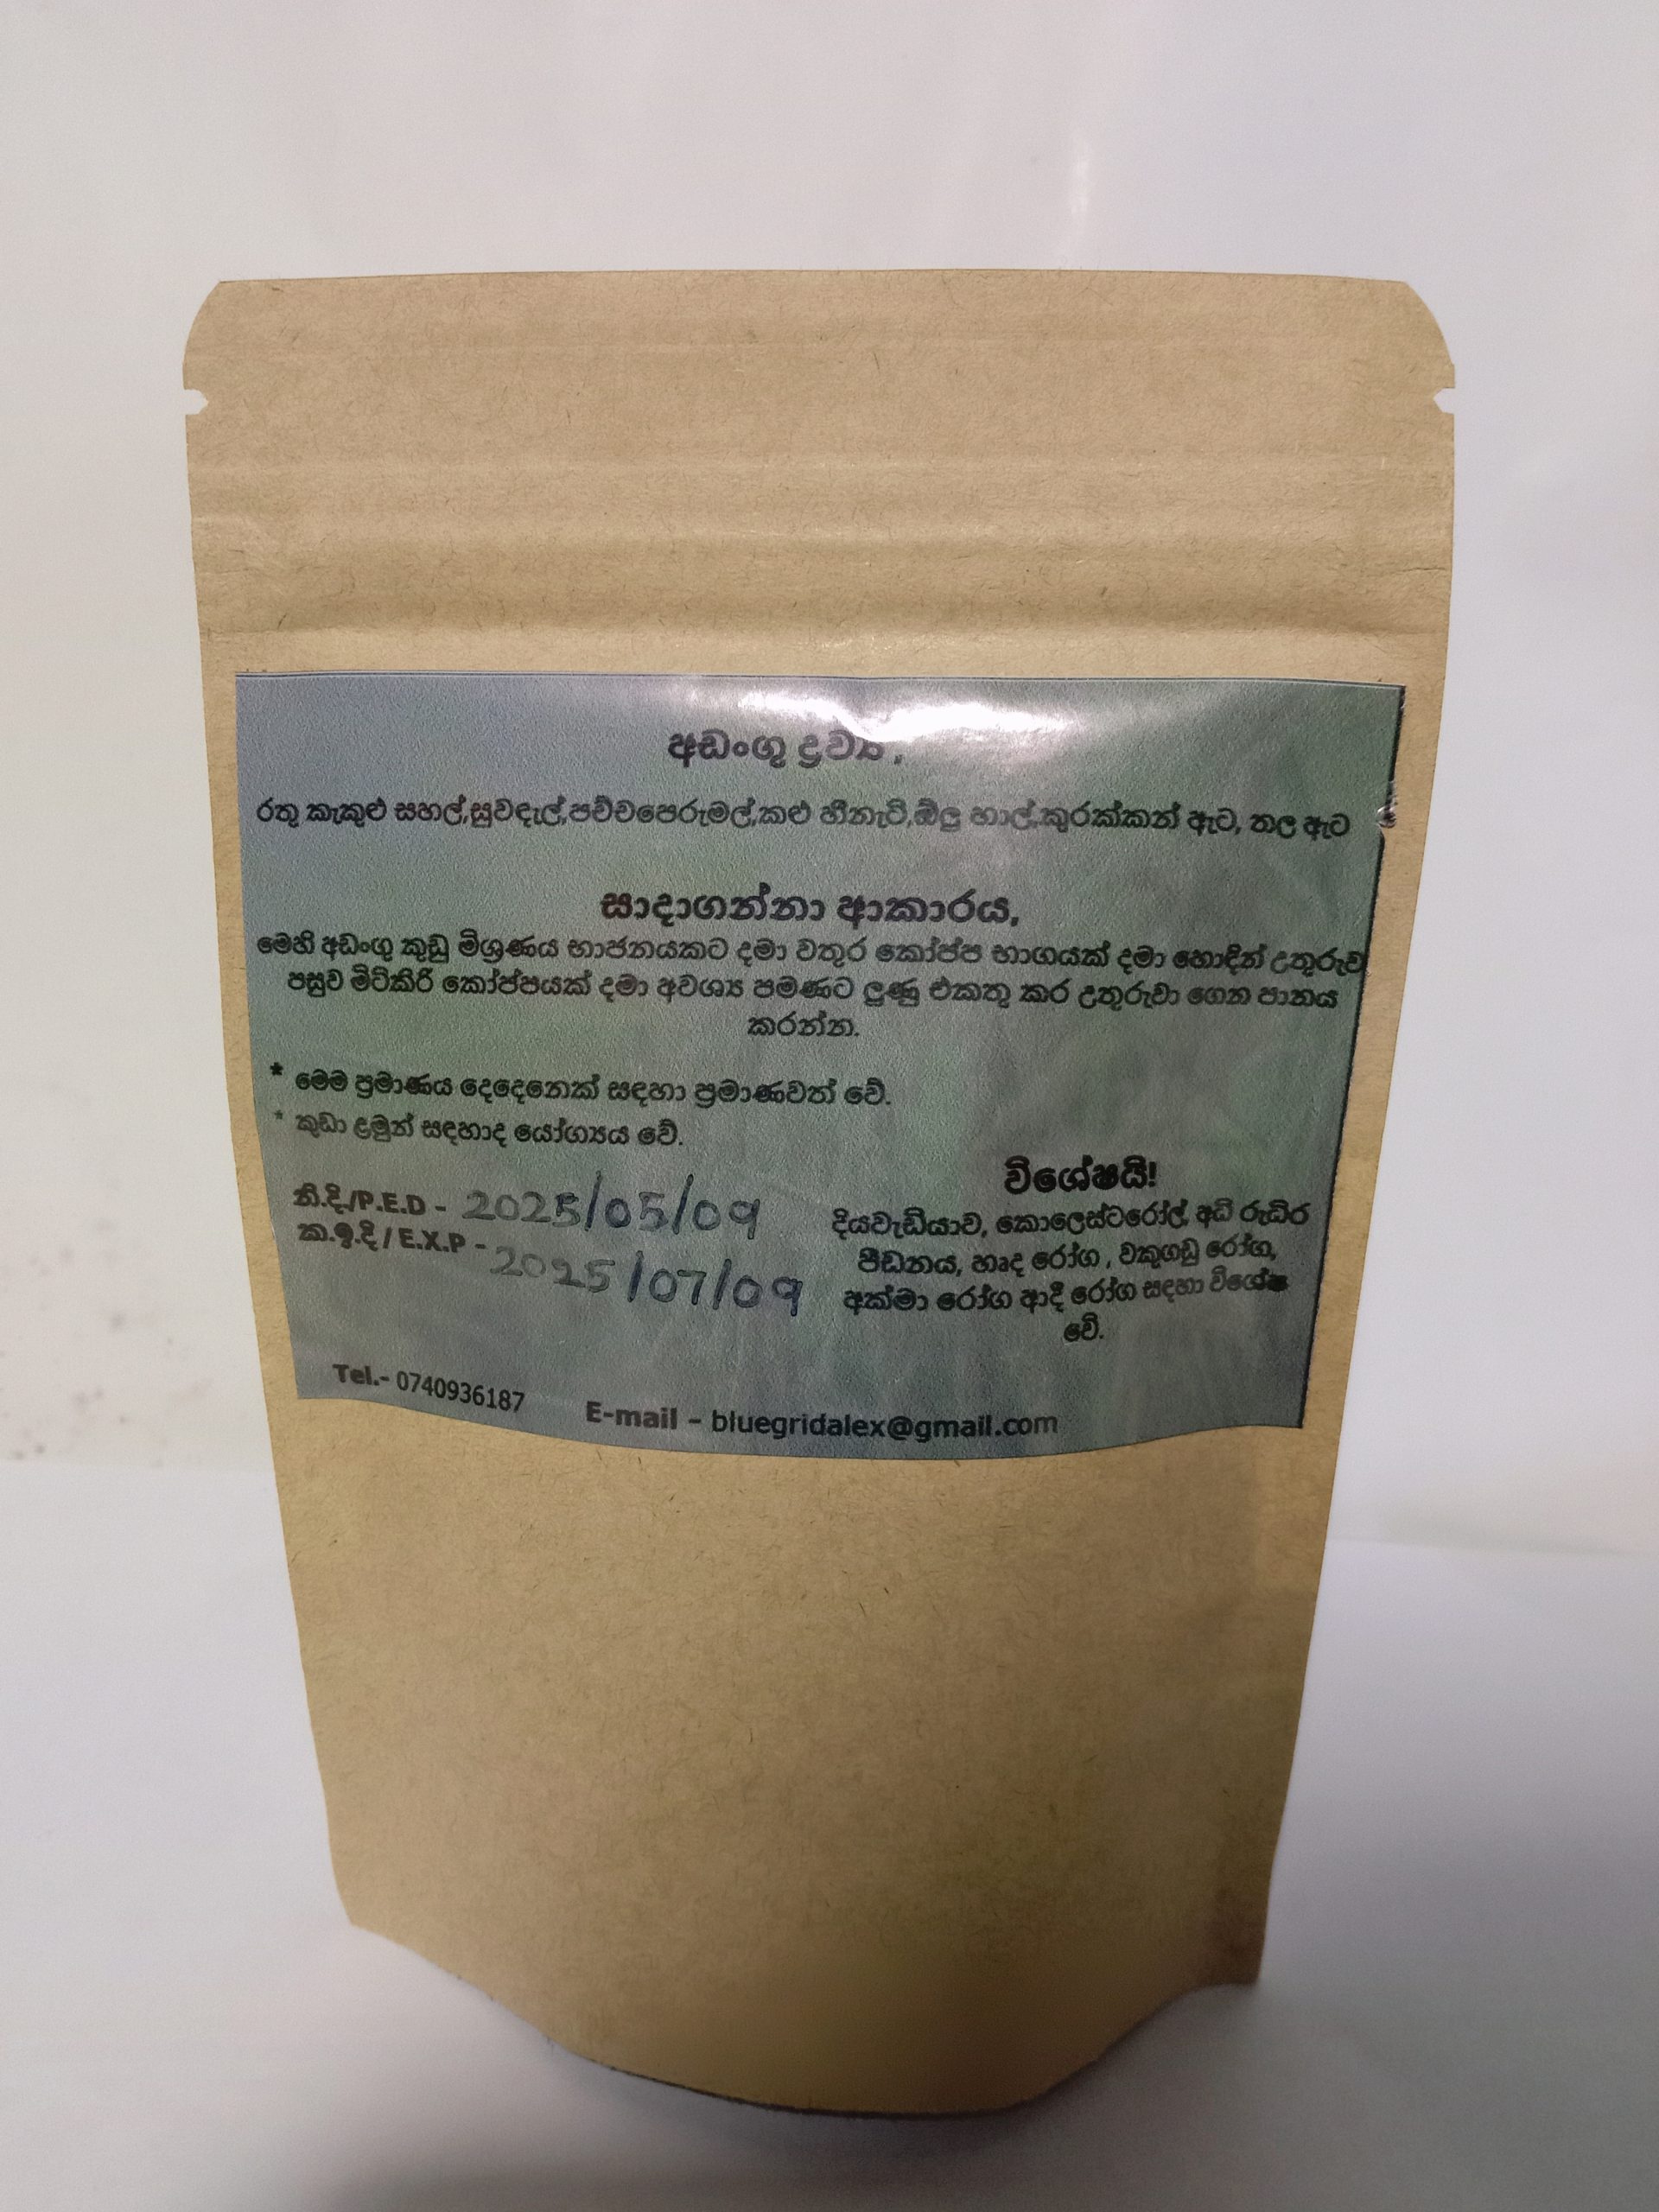 අඩංගු ද්‍රව්‍ය,
රතු කැකුළු සහල්,සුවඳැල්,පච්චපෙරුමල්,කළු හීනැටි,ඕලු හාල්,කුරක්කන් ඇට, තල ඇට
සාදාගන්නා ආකාරය,
මෙහි අඩංගු කුඩු මිශ්‍රණය භාජනයකට දමා වතුර කෝප්ප භාගයක් දමා හොඳින් උතුරුව
පසුව මිටිකිරි කෝප්පයක් දමා අවශ්‍ය පමණට ලුණු එකතු කර උතුරුවා ගෙන පානය
කරන්න.
* මෙම ප්‍රමාණය දෙදෙනෙක් සඳහා ප්‍රමාණවත් වේ.
* කුඩා ළමුන් සඳහාද යෝග්‍යය වේ.
නි.දි./P.E.D - 2025/05/09
ක.ඉ.දි / E.X.P - 2025/07/09
විශේෂයි!
දියවැඩියාව, කොලෙස්ටරෝල්, අධි රුධිර
පීඩනය, හෘද රෝග , වකුගඩු රෝග,
අක්මා රෝග ආදී රෝග සඳහා විශේෂ
වේ.
Tel.- 0740936187
E-mail - bluegridalex@gmail.com